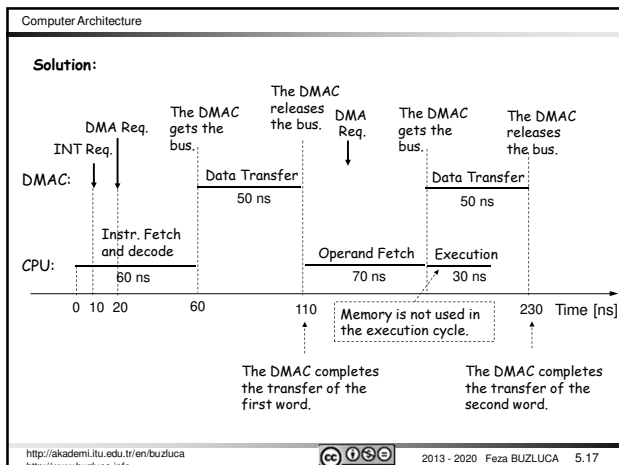 Computer Architecture
Solution:
The DMAC
releases
the bus.
The DMAC
gets the
bus.
DMA
Req.
The DMAC
gets the
bus.
The DMAC
releases
the bus.
DMA Req.
INT Req.
DMAC:
Data Transfer
50 ns
Data Transfer
50 ns
Instr. Fetch
and decode
CPU:
60 ns
Operand Fetch
70 ns
Execution
30 ns
0 10 20 60 110 230 Time [ns]
Memory is not used in
the execution cycle.
The DMAC completes
the transfer of the
first word.
The DMAC completes
the transfer of the
second word.
http://akademi.itu.edu.tr/en/buzluca
2013 - 2020 Feza BUZLUCA 5.17
http://www.buzluca.info